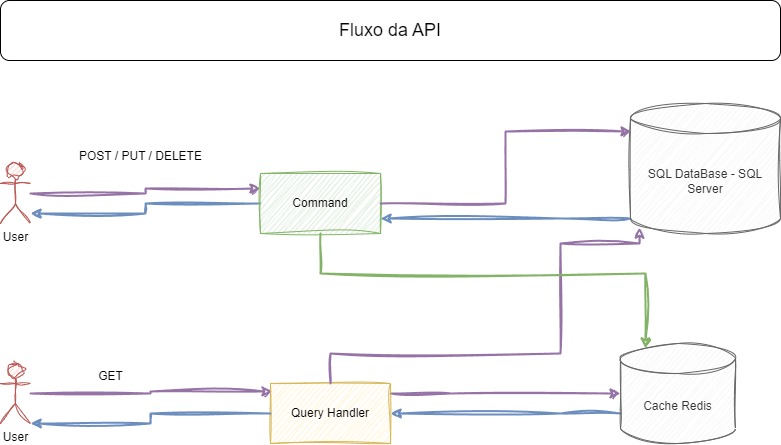 Fluxo da API
POST / PUT / DELETE
SQL DataBase - SQL
Server
Command
User
GET
Cache Redis
Query Handler
User